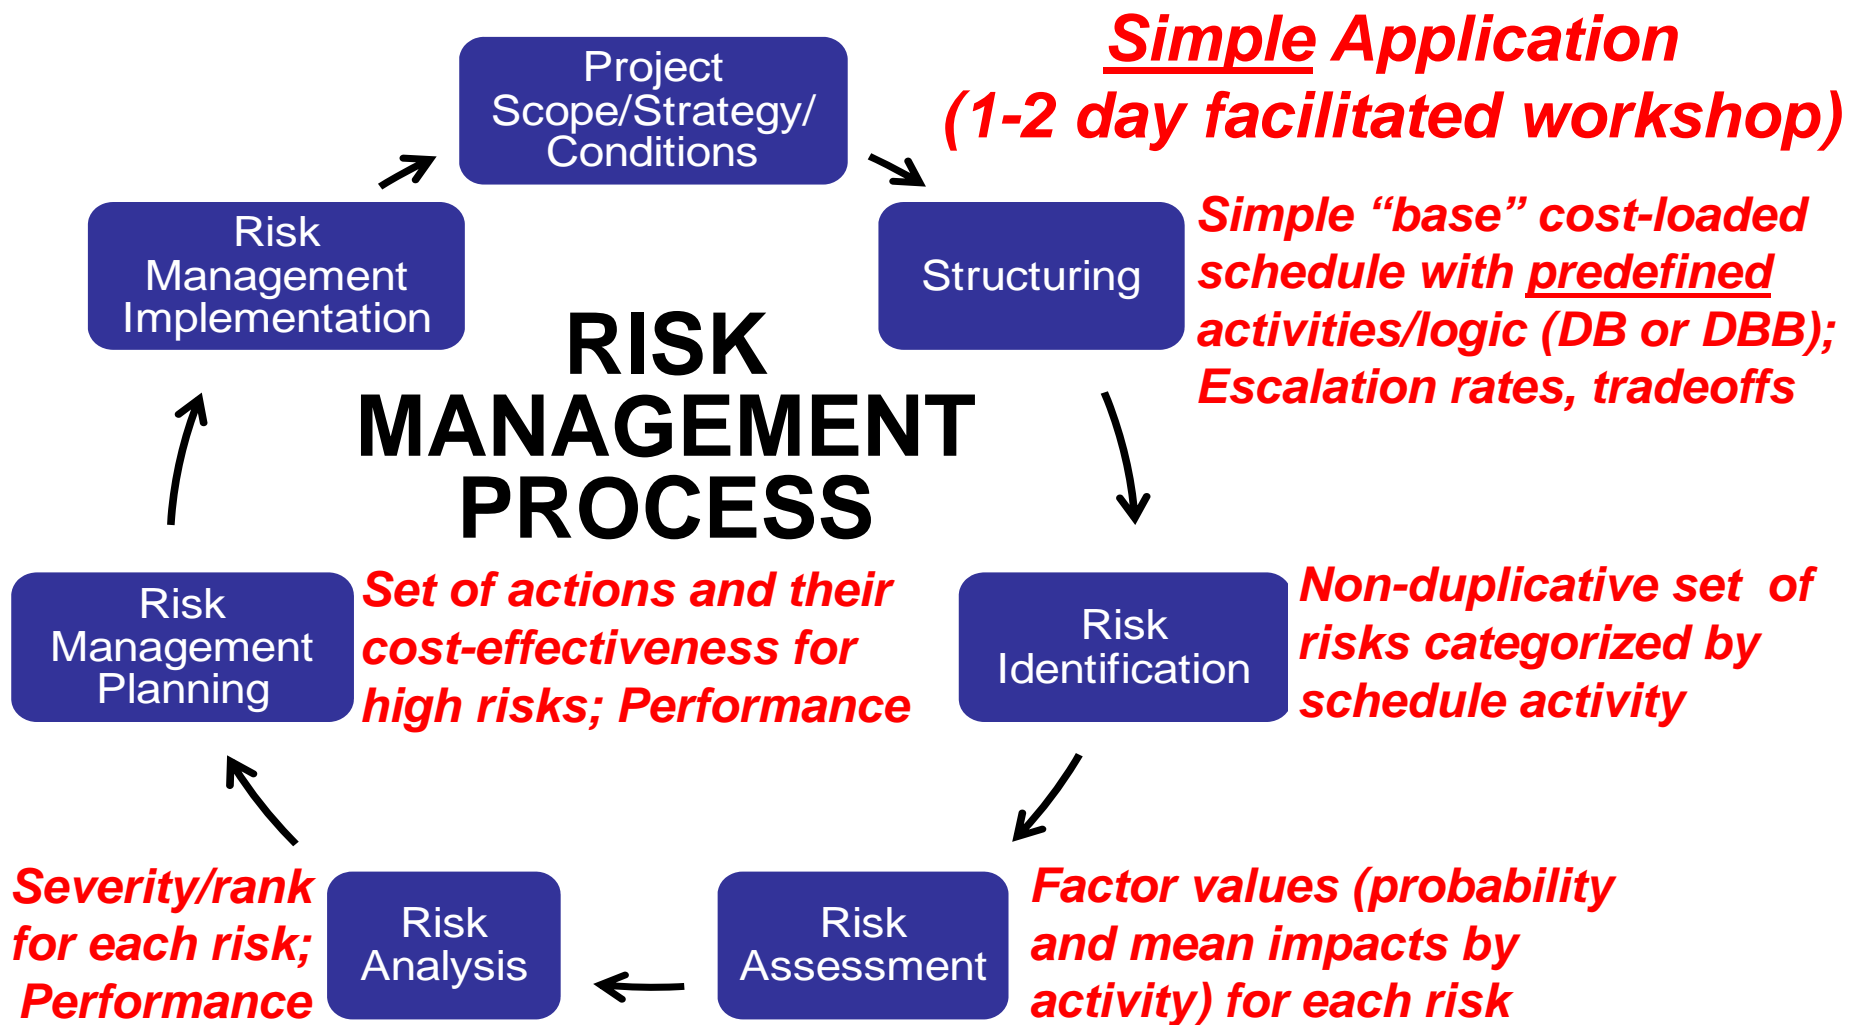 Simple Application
(1-2 day facilitated workshop)
Project
Scope/Strategy/
Conditions
Structuring
Simple “base” cost-loaded
schedule with predefined
activities/logic (DB or DBB);
Escalation rates, tradeoffs
Risk
Management
Implementation
RISK
MANAGEMENT
PROCESS
Risk
Identification
Non-duplicative set of
risks categorized by
schedule activity
Risk
Management
Planning
Set of actions and their
cost-effectiveness for
high risks; Performance
Risk
Assessment
Factor values (probability
and mean impacts by
activity) for each risk
Severity/rank
for each risk;
Performance
Risk
Analysis